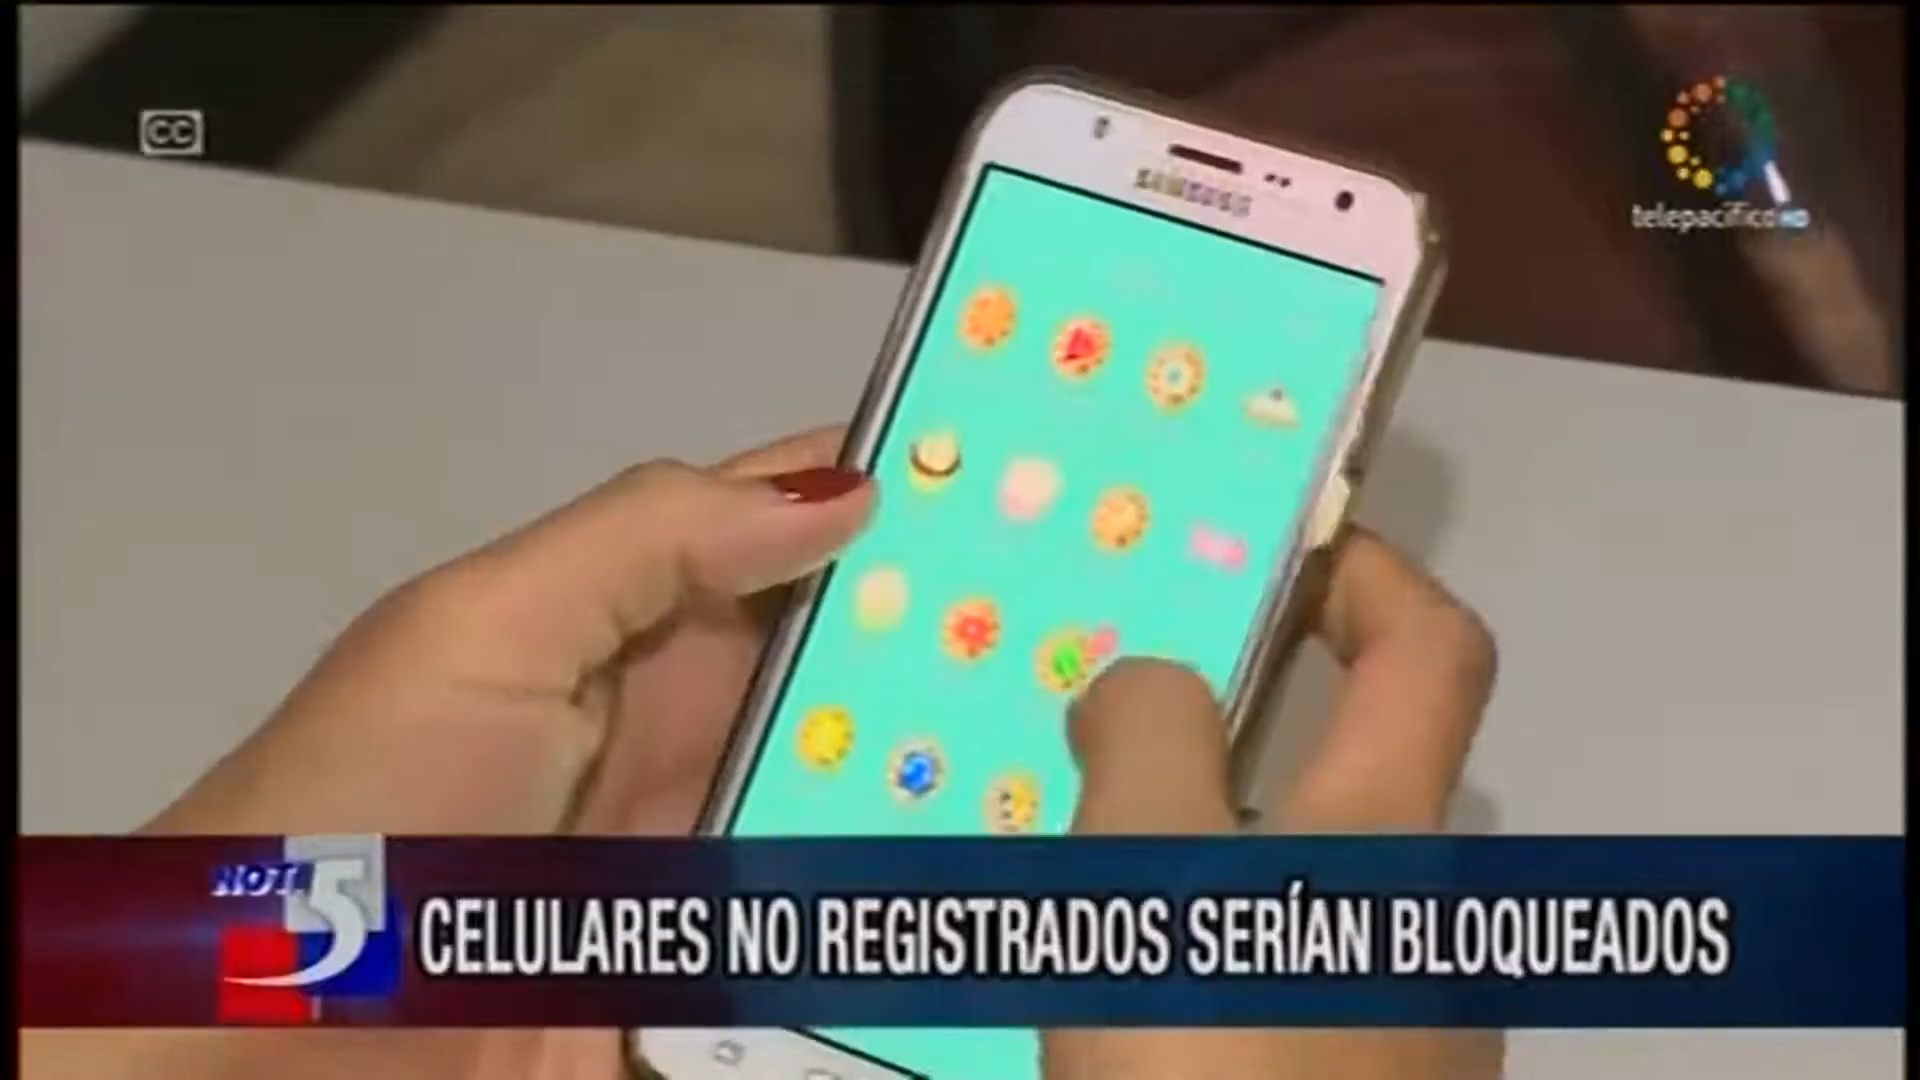 CC
SAMSUNG
telepacífico HD
NOTI 5
CELULARES NO REGISTRADOS SERÍAN BLOQUEADOS